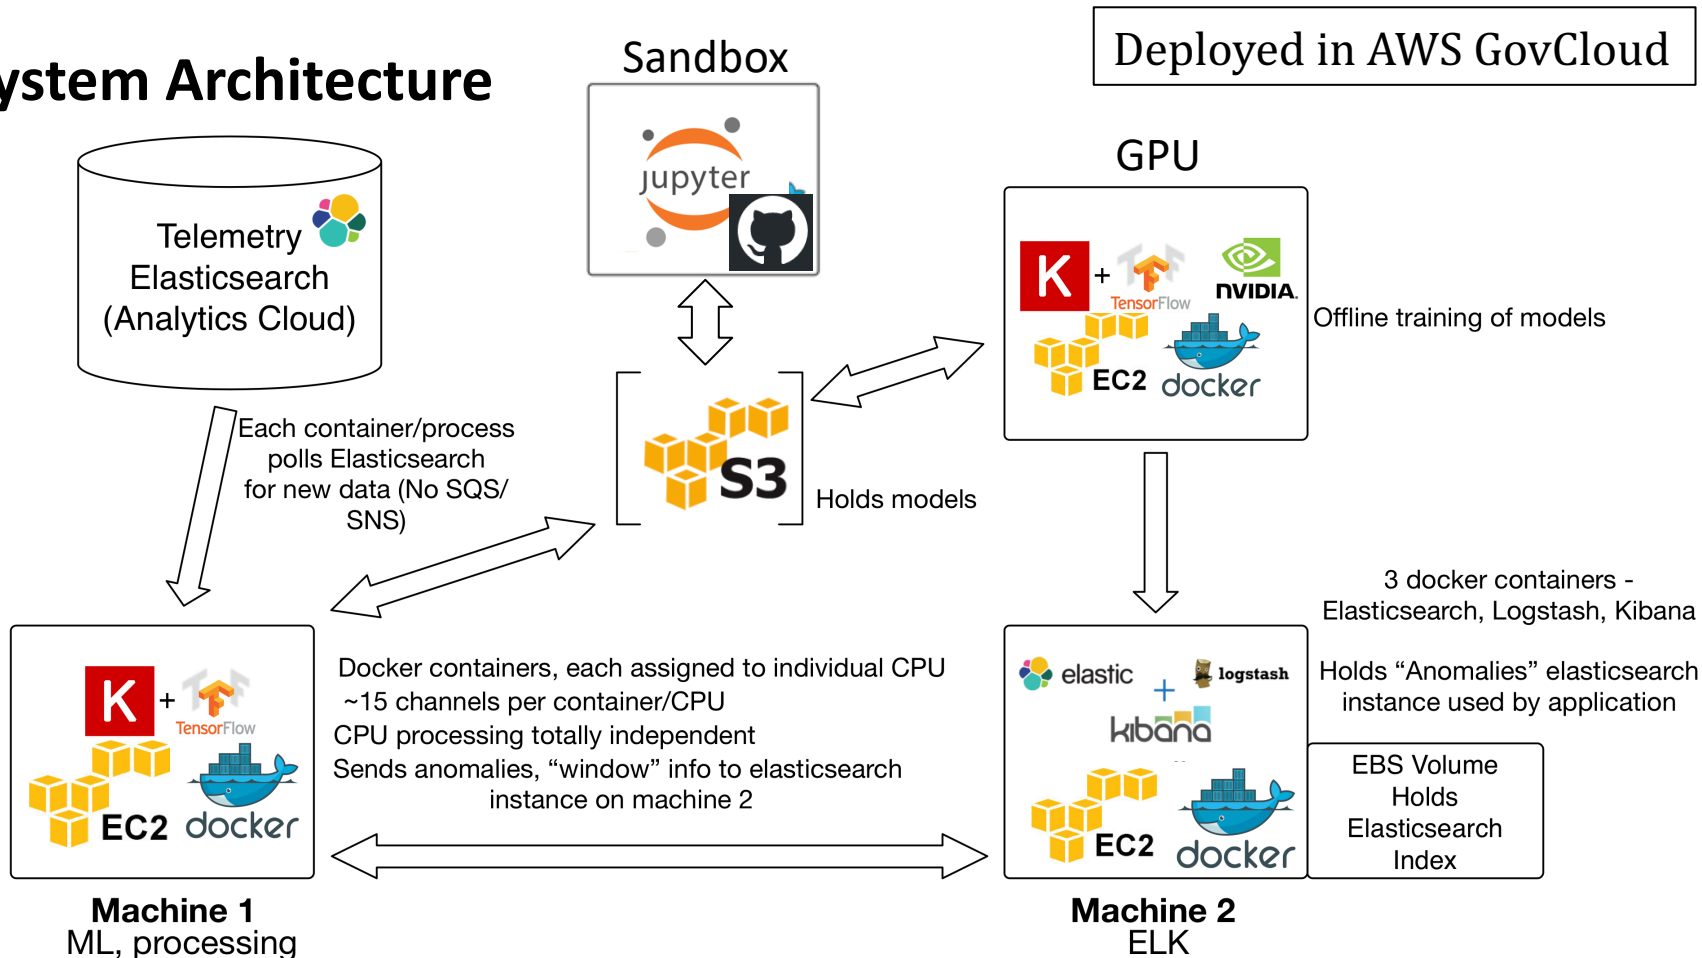 ystem Architecture
Sandbox
Deployed in AWS GovCloud
Telemetry
Elasticsearch
(Analytics Cloud)
jupyter
GPU
K
+
TensorFlow
NVIDIA.
EC2
docker
Offline training of models
Each container/process
polls Elasticsearch
for new data (No SQS/
SNS)
S3
Holds models
3 docker containers -
Elasticsearch, Logstash, Kibana
Holds “Anomalies” elasticsearch
instance used by application
K
+
TensorFlow
EC2
docker
Docker containers, each assigned to individual CPU
~15 channels per container/CPU
CPU processing totally independent
Sends anomalies, “window” info to elasticsearch
instance on machine 2
elastic
+
logstash
kibana
EC2
docker
EBS Volume
Holds
Elasticsearch
Index
Machine 1
ML, processing
Machine 2
ELK